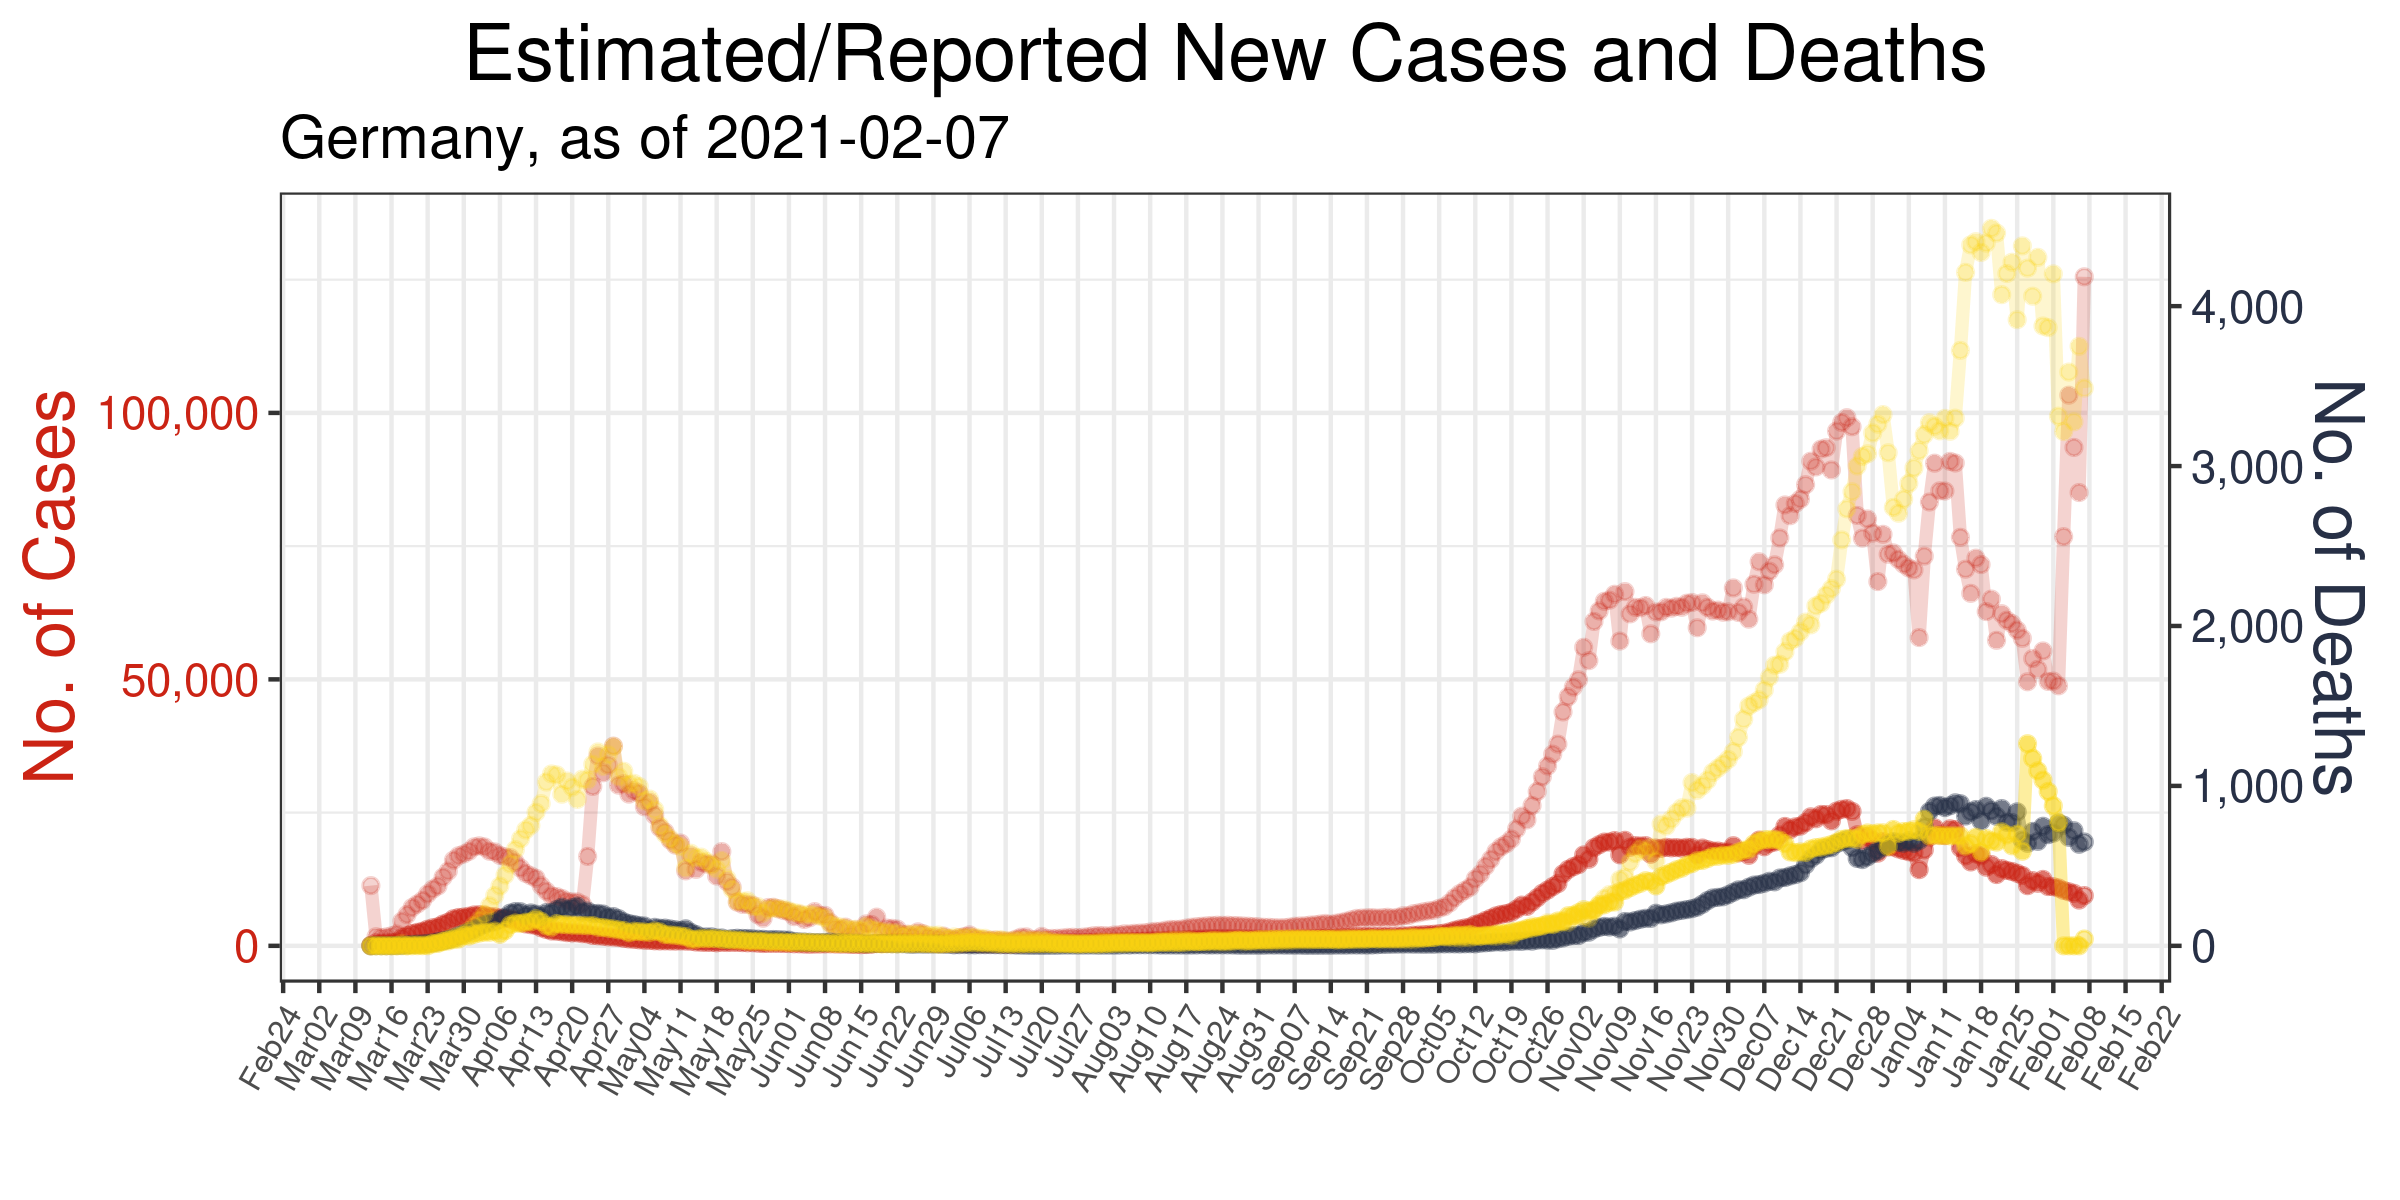 Estimated/Reported New Cases and Deaths
Germany, as of 2021-02-07
No. of Cases
100,000
50,000
0
4,000
3,000
2,000
1,000
0
No. of Deaths
Feb24
Mar02
Mar09
Mar16
Mar23
Mar30
Apr06
Apr13
Apr20
Apr27
May04
May11
May18
May25
Jun01
Jun08
Jun15
Jun22
Jun29
Jul06
Jul13
Jul20
Jul27
Aug03
Aug10
Aug17
Aug24
Aug31
Sep07
Sep14
Sep21
Sep28
Oct05
Oct12
Oct19
Oct26
Nov02
Nov09
Nov16
Nov23
Nov30
Dec07
Dec14
Dec21
Dec28
Jan04
Jan11
Jan18
Jan25
Feb01
Feb08
Feb15
Feb22